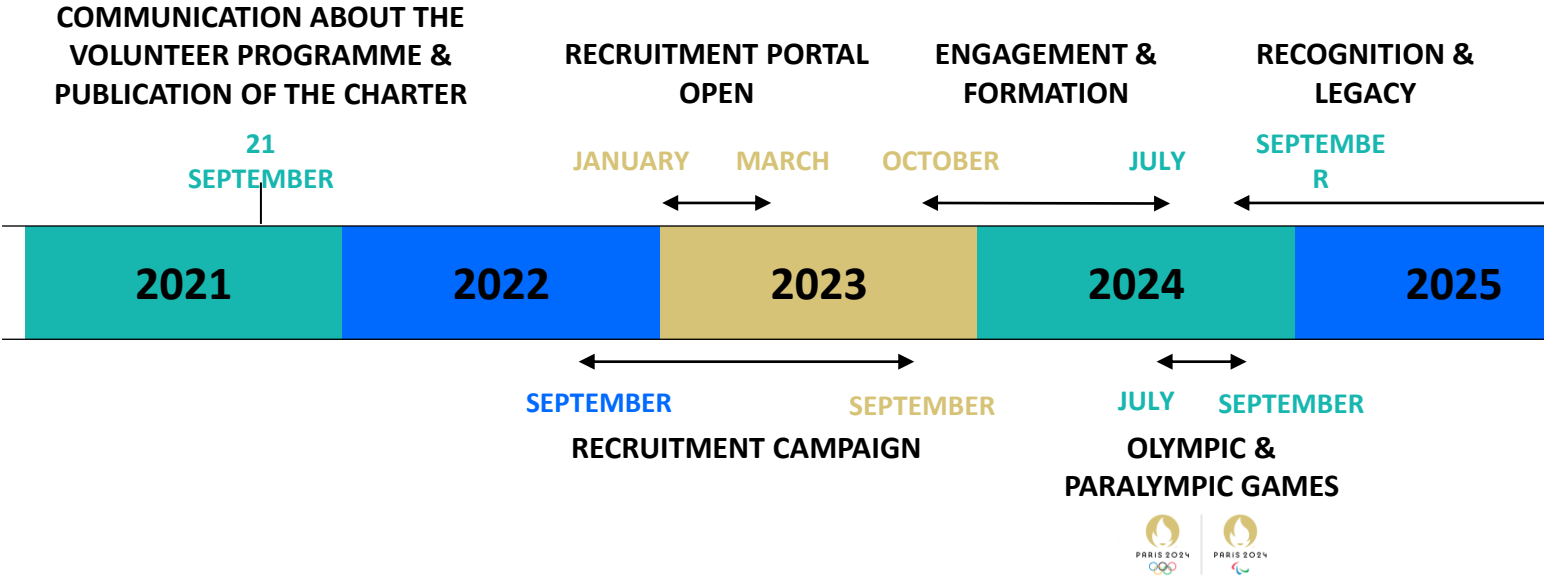 COMMUNICATION ABOUT THE
VOLUNTEER PROGRAMME &
PUBLICATION OF THE CHARTER
21
SEPTEMBER
RECRUITMENT PORTAL
OPEN
JANUARY
MARCH
ENGAGEMENT &
FORMATION
OCTOBER
JULY
RECOGNITION &
LEGACY
SEPTEMBE
R
2021
2022
2023
2024
2025
SEPTEMBER
SEPTEMBER
RECRUITMENT CAMPAIGN
JULY
SEPTEMBER
OLYMPIC &
PARALYMPIC GAMES
PARIS 2024
PARIS 2024